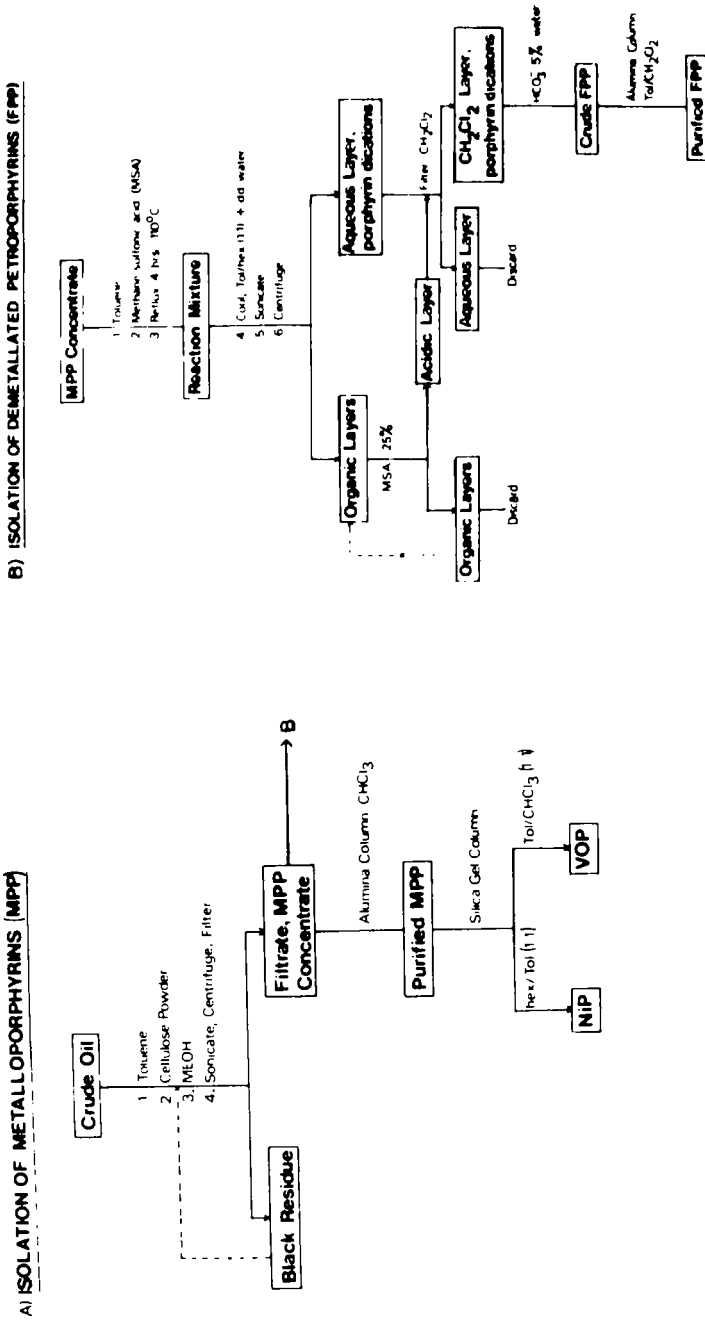 A) ISOLATION OF METALLOPORPHYRINS (MPP)
Crude Oil
1 Toluene
2 Cellulose Powder
3. MEOH
4. Sonicate, Centrifuge, Filter
Black Residue
Filtrate, MPP
Concentrate
B
Alumina Column CHCl3
Purified MPP
Silica Gel Column
hex/Tol (1 1)
Tol/CHCl3 (1 1)
NiP
VOP
B) ISOLATION OF DEMETALLATED PETROPORPHYRINS (FPP)
MPP Concentrate
1 Toluene
2 Methane sulfonic acid (MSA)
3 Reflux 4 hrs 110°C
Reaction Mixture
4 Cool, Tol/hex (1 1) + dd water
5 Sonicate
6 Centrifuge
Organic Layers
Aqueous Layer,
porphyrin dications
MSA 25%
Acidic Layer
Filter CH2Cl2
Organic Layers
Discard
Aqueous Layer
Discard
CH2Cl2 Layer,
porphyrin dications
HCO3- 5% water
Crude FPP
Alumina Column
Tol/CH2Cl2
Purified FPP